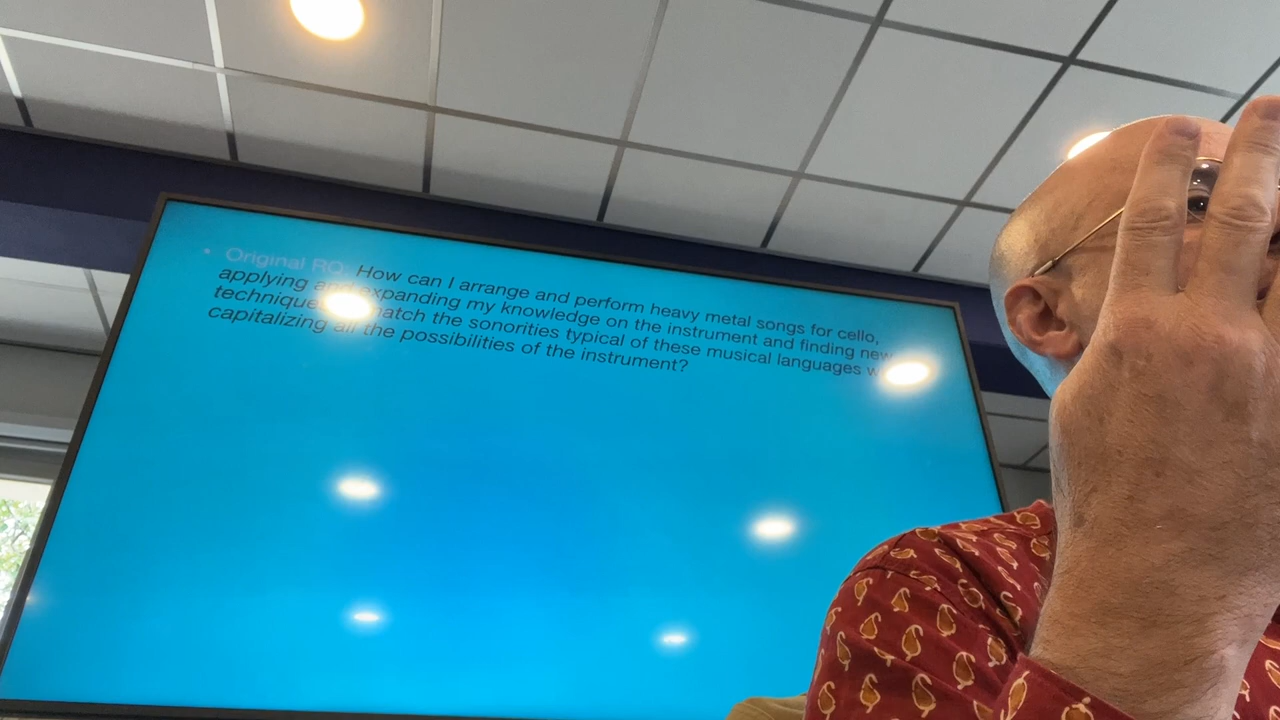 Original RQ: How can I arrange and perform heavy metal songs for cello,
applying and expanding my knowledge on the instrument and finding new
technique match the sonorities typical of these musical languages
capitalizing all the possibilities of the instrument?